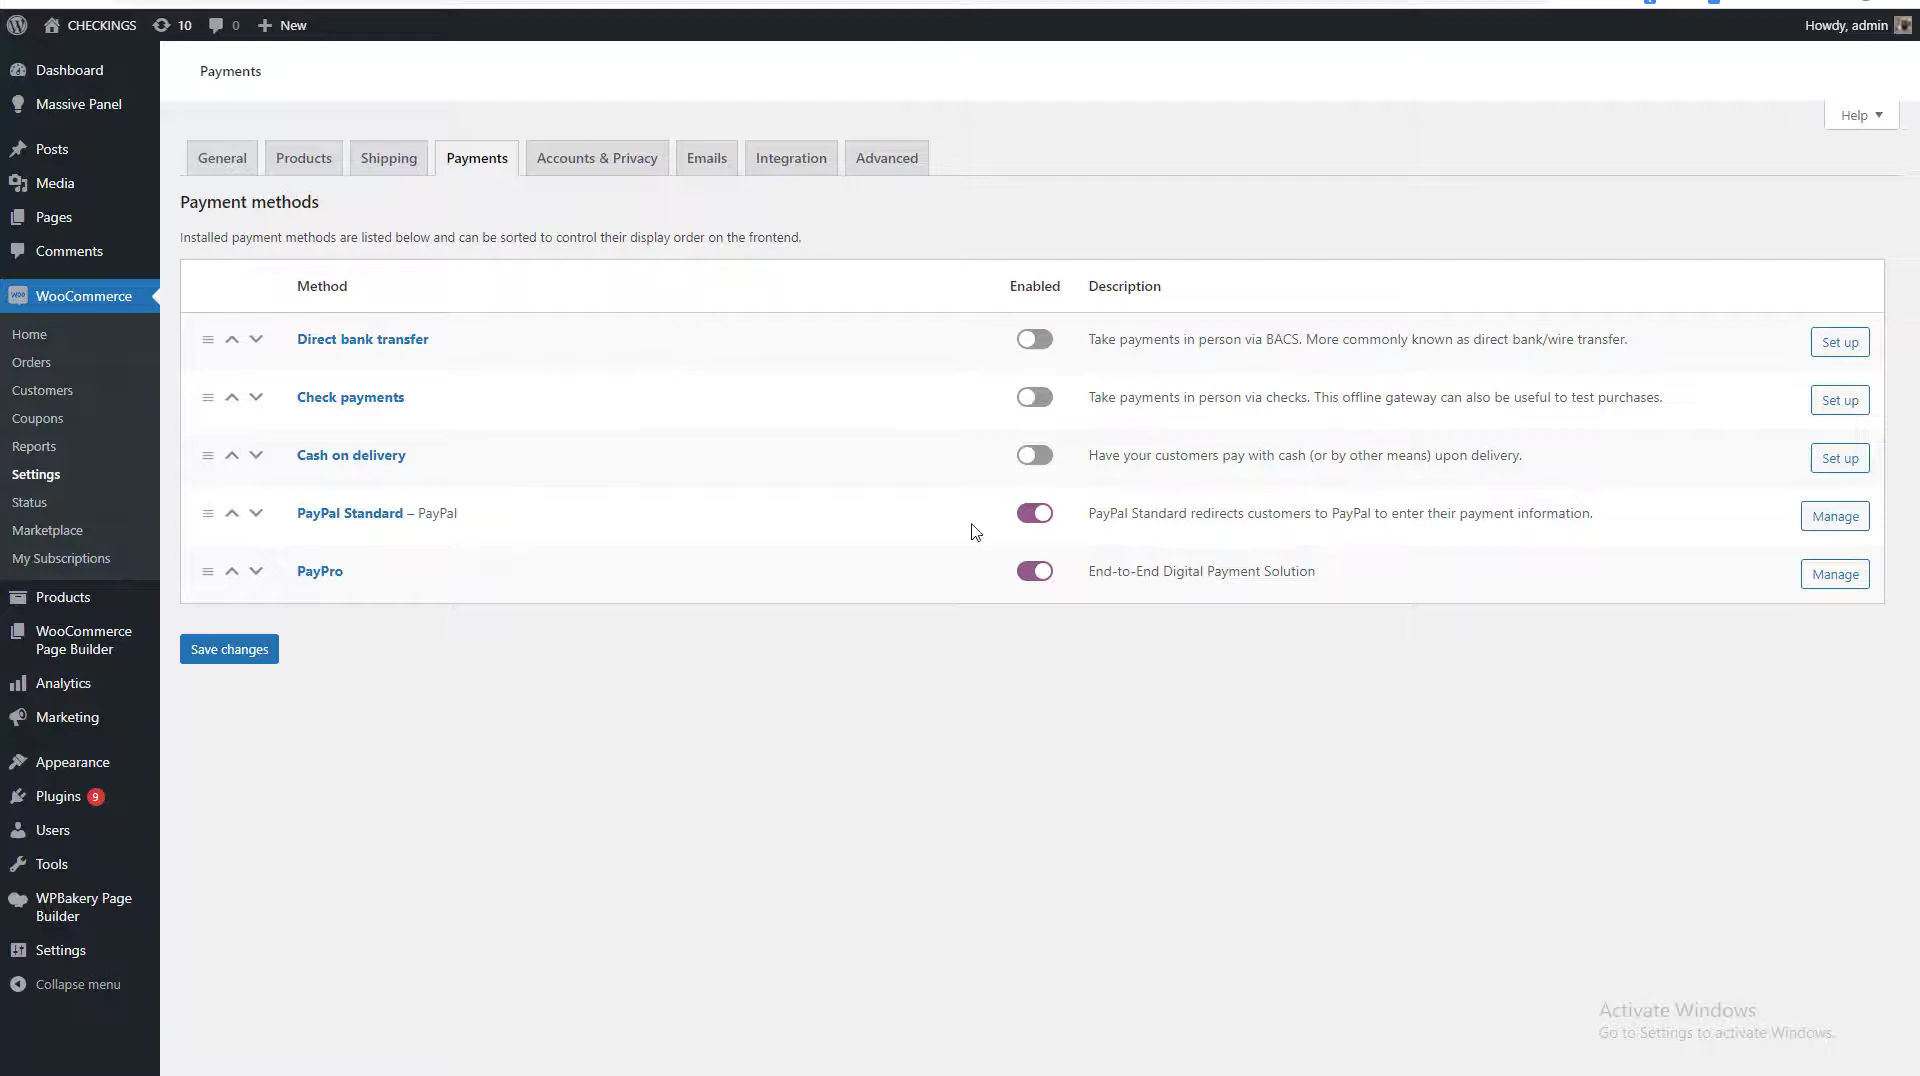 CHECKINGS 10 0 New Howdy, admin
Dashboard
Massive Panel
Posts
Media
Pages
Comments
WooCommerce
Home
Orders
Customers
Coupons
Reports
Settings
Status
Marketplace
My Subscriptions
Products
WooCommerce
Page Builder
Analytics
Marketing
Appearance
Plugins 9
Users
Tools
WPBakery Page
Builder
Settings
Collapse menu
Payments
Help
General Products Shipping Payments Accounts & Privacy Emails Integration Advanced
Payment methods
Installed payment methods are listed below and can be sorted to control their display order on the frontend.
Method Enabled Description
Direct bank transfer Take payments in person via BACS. More commonly known as direct bank/wire transfer. Set up
Check payments Take payments in person via checks. This offline gateway can also be useful to test purchases. Set up
Cash on delivery Have your customers pay with cash (or by other means) upon delivery. Set up
PayPal Standard – PayPal PayPal Standard redirects customers to PayPal to enter their payment information. Manage
PayPro End-to-End Digital Payment Solution Manage
Save changes
Activate Windows
Go to Settings to activate Windows.